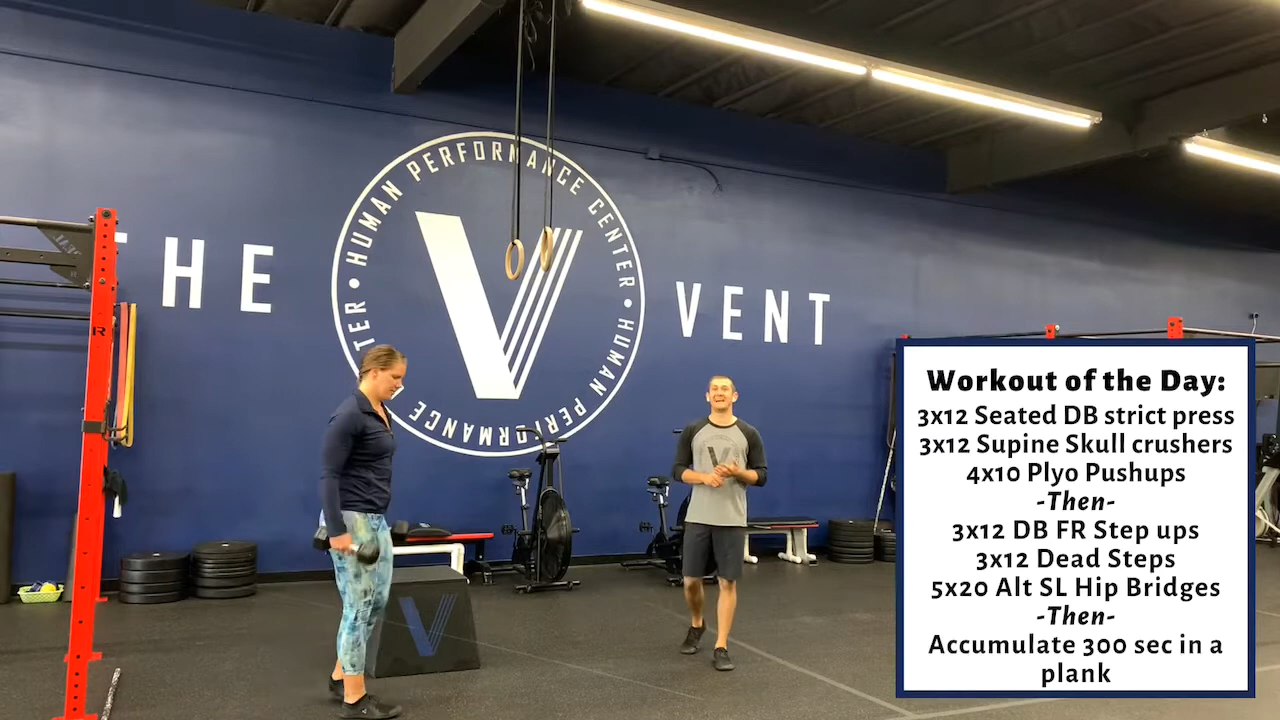 THE
VENT
HUMAN PERFORMANCE CENTER • HUMAN PERFORMANCE CENTER •
V
R
Workout of the Day:
3x12 Seated DB strict press
3x12 Supine Skull crushers
4x10 Plyo Pushups
-Then-
3x12 DB FR Step ups
3x12 Dead Steps
5x20 Alt SL Hip Bridges
-Then-
Accumulate 300 sec in a
plank